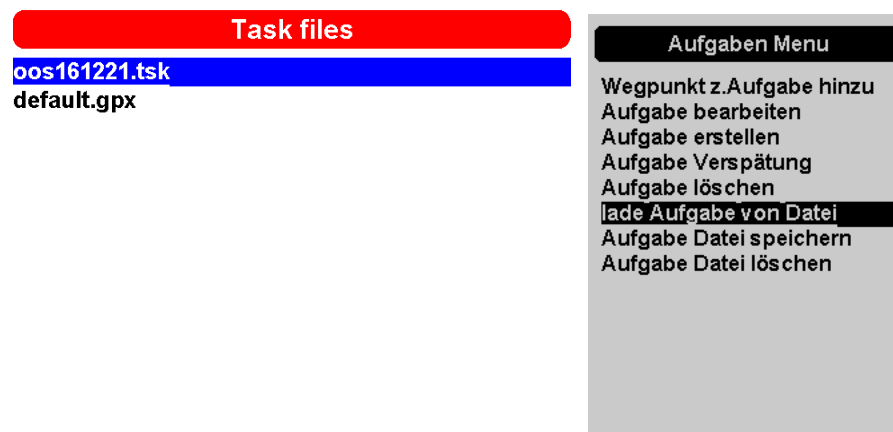 Task files
oos161221.tsk
default.gpx
Aufgaben Menu
Wegpunkt z.Aufgabe hinzu
Aufgabe bearbeiten
Aufgabe erstellen
Aufgabe Verspätung
Aufgabe löschen
lade Aufgabe von Datei
Aufgabe Datei speichern
Aufgabe Datei löschen